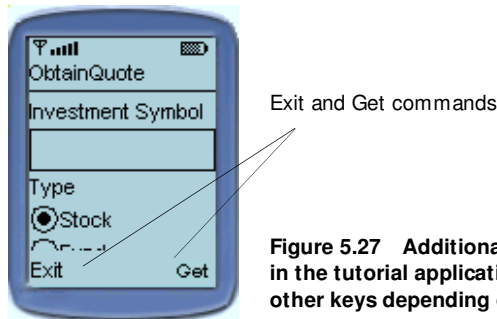 ObtainQuote
Investment Symbol
Type
Stock
Exit Get
Exit and Get commands
Figure 5.27 Additiona
in the tutorial applicati
other keys depending